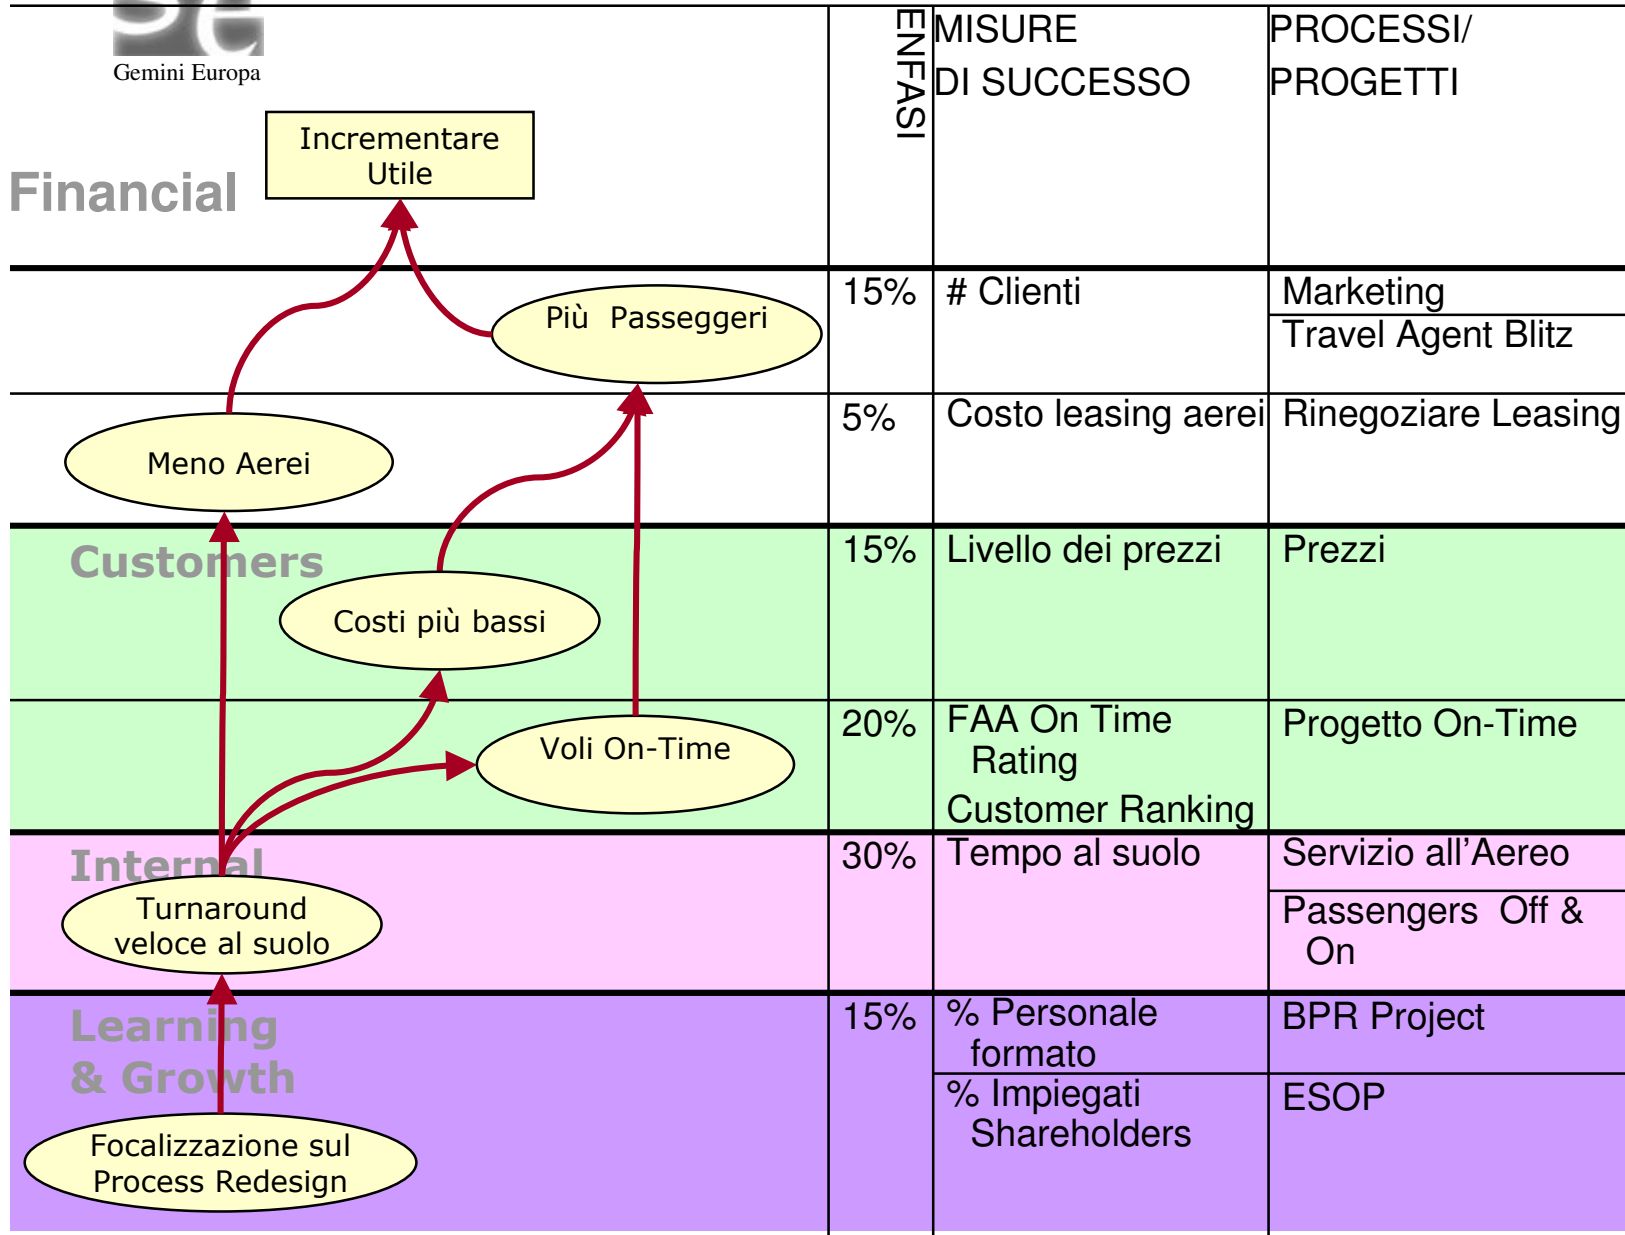 Se
Gemini Europa
ENFASI
MISURE
DI SUCCESSO
PROCESSI/
PROGETTI
Incrementare
Utile
Financial
Più  Passeggeri
15%
# Clienti
Marketing
Travel Agent Blitz
Meno Aerei
5%
Costo leasing aerei
Rinegoziare Leasing
Customers
Costi più bassi
15%
Livello dei prezzi
Prezzi
Voli On-Time
20%
FAA On Time
Rating
Customer Ranking
Progetto On-Time
Internal
Turnaround
veloce al suolo
30%
Tempo al suolo
Servizio all'Aereo
Passengers  Off &
On
Learning
& Growth
Focalizzazione sul
Process Redesign
15%
% Personale
formato
BPR Project
% Impiegati
Shareholders
ESOP